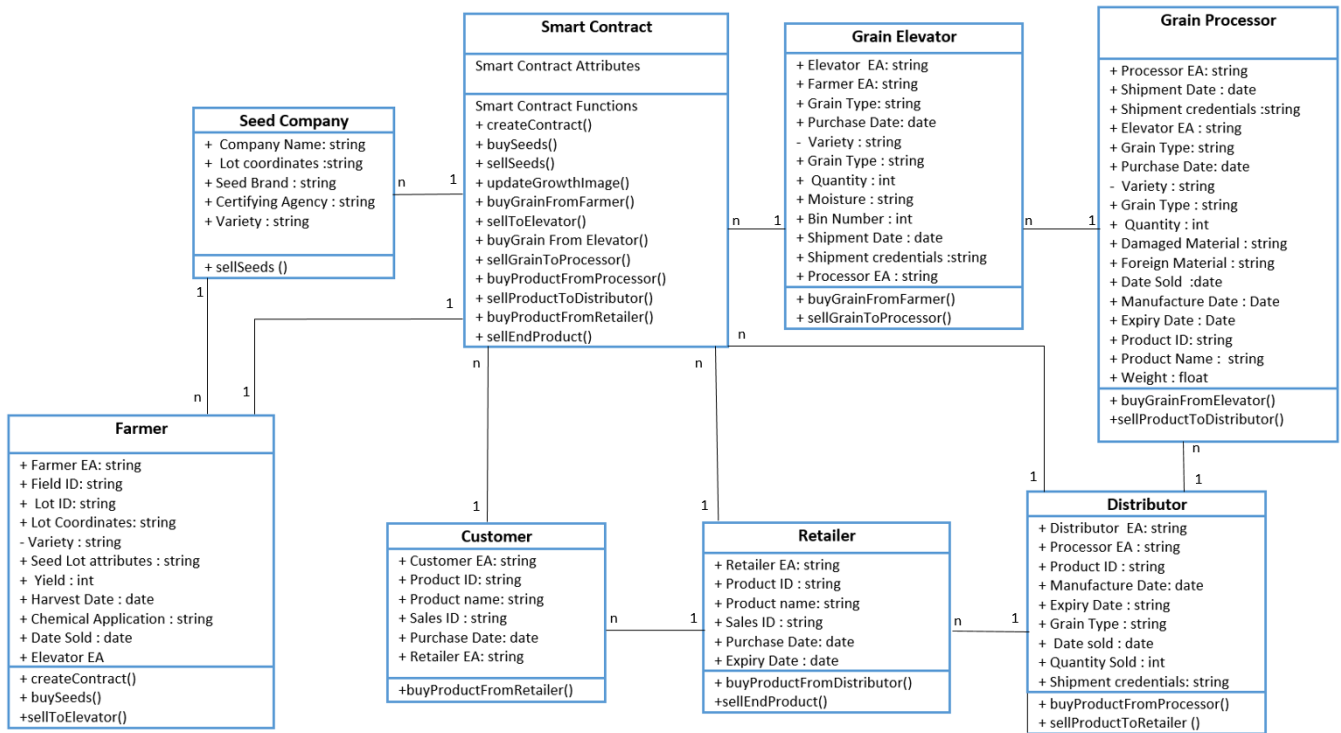 Smart Contract
Smart Contract Attributes
Smart Contract Functions
+ createContract()
+ buySeeds()
+ sellSeeds()
+ updateGrowthImage()
+ buyGrainFromFarmer()
+ sellToElevator()
+ buyGrain From Elevator()
+ sellGrainToProcessor()
+ buyProductFromProcessor()
+ sellProductToDistributor()
+ buyProductFromRetailer()
+ sellEndProduct()
Grain Elevator
+ Elevator EA: string
+ Farmer EA: string
+ Grain Type: string
+ Purchase Date: date
- Variety : string
+ Grain Type : string
+ Quantity : int
+ Moisture : string
+ Bin Number : int
+ Shipment Date : date
+ Shipment credentials :string
+ Processor EA : string
+ buyGrainFromFarmer()
+ sellGrainToProcessor()
Grain Processor
+ Processor EA: string
+ Shipment Date : date
+ Shipment credentials :string
+ Elevator EA : string
+ Grain Type: string
+ Purchase Date: date
- Variety : string
+ Grain Type : string
+ Quantity : int
+ Damaged Material : string
+ Foreign Material : string
+ Date Sold :date
+ Manufacture Date : Date
+ Expiry Date : Date
+ Product ID: string
+ Product Name : string
+ Weight : float
+ buyGrainFromElevator()
+sellProductToDistributor()
Seed Company
+ Company Name: string
+ Lot coordinates :string
+ Seed Brand : string
+ Certifying Agency : string
+ Variety : string
+ sellSeeds ()
n
1
n
1
n
1
1
1
n
1
n
n
n
n
1
1
1
n
1
Farmer
+ Farmer EA: string
+ Field ID: string
+ Lot ID: string
+ Lot Coordinates: string
- Variety : string
+ Seed Lot attributes : string
+ Yield : int
+ Harvest Date : date
+ Chemical Application : string
+ Date Sold : date
+ Elevator EA
+ createContract()
+ buySeeds()
+sellToElevator()
Customer
+ Customer EA: string
+ Product ID: string
+ Product name: string
+ Sales ID : string
+ Purchase Date: date
+ Retailer EA: string
+buyProductFromRetailer()
n
1
Retailer
+ Retailer EA: string
+ Product ID : string
+ Product name: string
+ Sales ID : string
+ Purchase Date: date
+ Expiry Date : date
+ buyProductFromDistributor()
+sellEndProduct()
n
1
Distributor
+ Distributor EA: string
+ Processor EA : string
+ Product ID : string
+ Manufacture Date: date
+ Expiry Date : string
+ Grain Type : string
+ Date sold : date
+ Quantity Sold : int
+ Shipment credentials: string
+ buyProductFromProcessor()
+ sellProductToRetailer ()